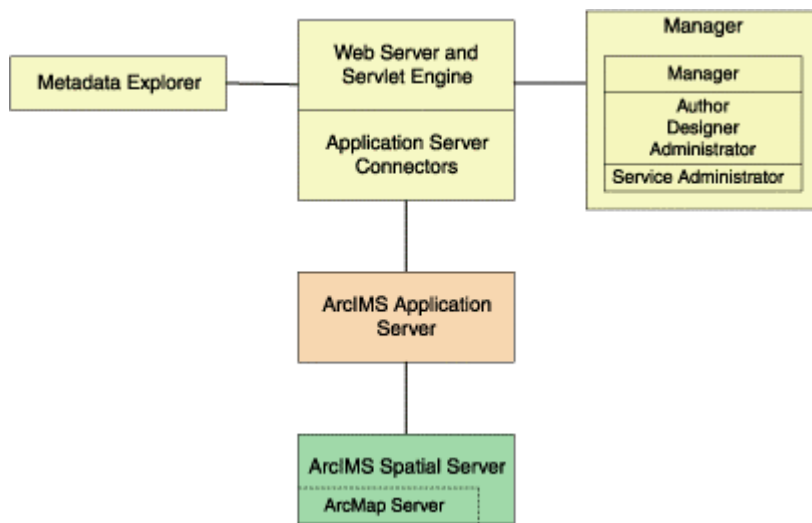 Metadata Explorer
Web Server and
Servlet Engine
Application Server
Connectors
Manager
Manager
Author
Designer
Administrator
Service Administrator
ArcIMS Application
Server
ArcIMS Spatial Server
ArcMap Server